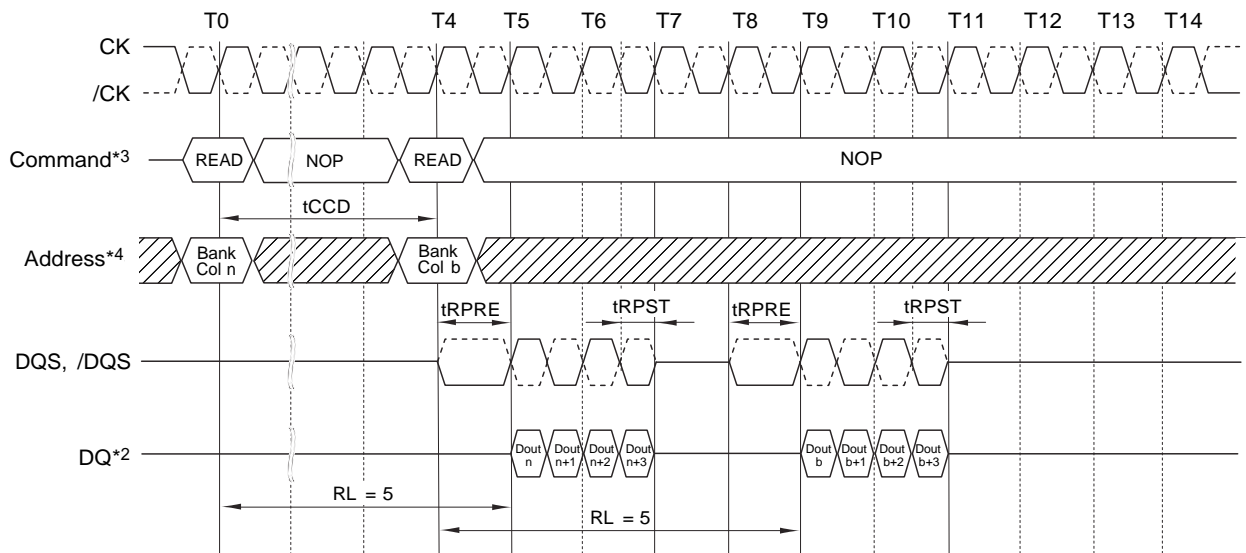 T0 T4 T5 T6 T7 T8 T9 T10 T11 T12 T13 T14
CK
/CK
Command*3 READ NOP READ NOP
tCCD
Address*4 Bank Col n Bank Col b
tRPRE tRPST tRPRE tRPST
DQS, /DQS
DQ*2 Dout n Dout n+1 Dout n+2 Dout n+3 Dout b Dout b+1 Dout b+2 Dout b+3
RL = 5
RL = 5